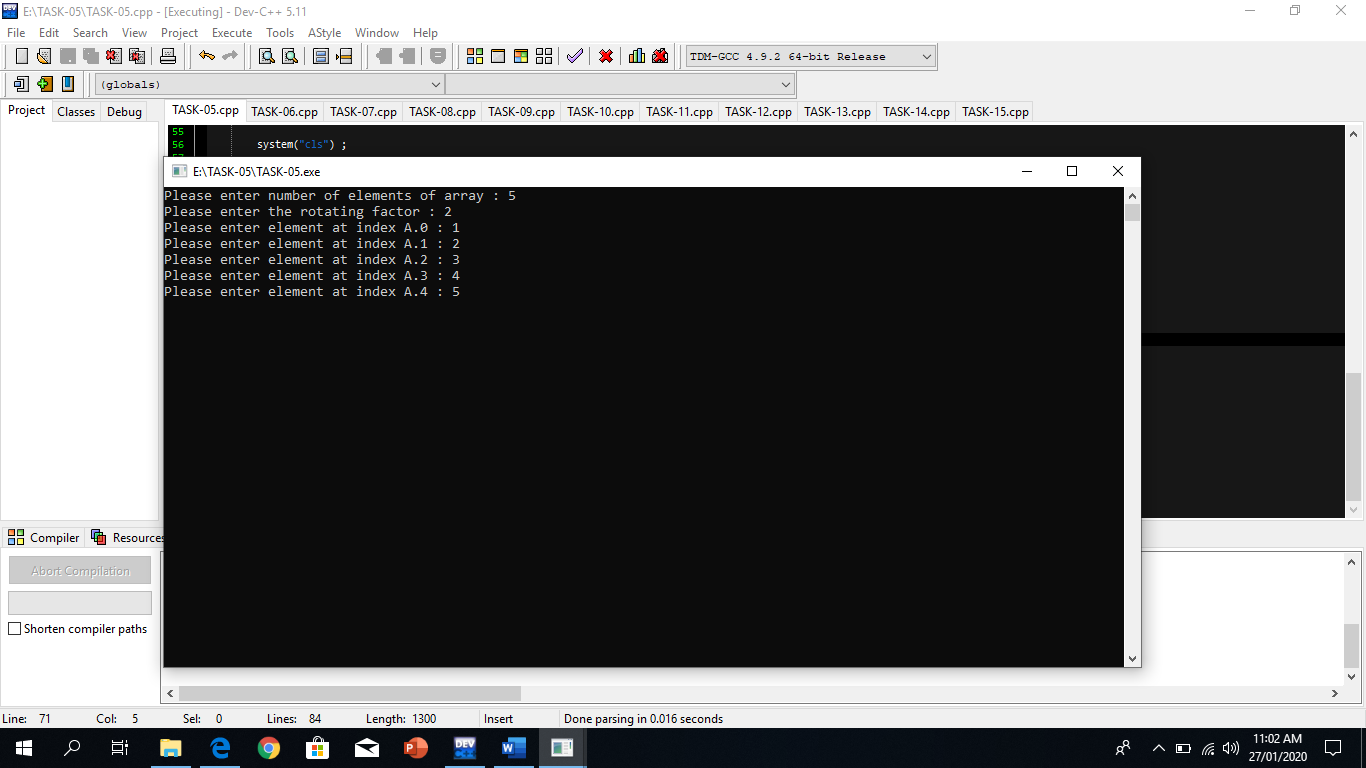 E:\TASK-05\TASK-05.cpp - [Executing] - Dev-C++ 5.11
File Edit Search View Project Execute Tools AStyle Window Help
TDM-GCC 4.9.2 64-bit Release
(globals)
Project Classes Debug
TASK-05.cpp TASK-06.cpp TASK-07.cpp TASK-08.cpp TASK-09.cpp TASK-10.cpp TASK-11.cpp TASK-12.cpp TASK-13.cpp TASK-14.cpp TASK-15.cpp
55
56 system("cls") ;
E:\TASK-05\TASK-05.exe
Please enter number of elements of array : 5
Please enter the rotating factor : 2
Please enter element at index A.0 : 1
Please enter element at index A.1 : 2
Please enter element at index A.2 : 3
Please enter element at index A.3 : 4
Please enter element at index A.4 : 5
Compiler Resources
Abort Compilation
Shorten compiler paths
Line: 71 Col: 5 Sel: 0 Lines: 84 Length: 1300 Insert Done parsing in 0.016 seconds
11:02 AM
27/01/2020